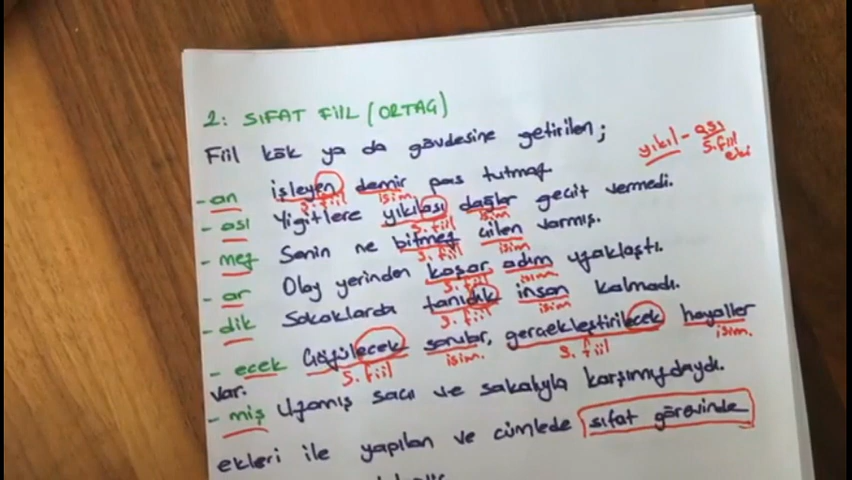 2: SIFAT FİİL (ORTAÇ)
Fiil kök ya da gövdesine getirilen;
yıkıl - ası
s.fiil eki
-an işleyen demir pas tutmaz
s.fiil isim
-ası Yiğitlere yıkılası dağlar geçit vermedi.
s.fiil isim
-mez Senin ne bitmez çilen varmış.
s.fiil isim
-ar Olay yerinden koşar adım uzaklaştı.
s.fiil isim
-dik Sokaklarda tanıdık insan kalmadı.
s.fiil isim
-ecek Çözülecek sorular, gerçekleştirilecek hayaller
s.fiil isim. s.fiil isim.
var.
-miş Uzamış saçı ve sakalıyla karşımızdaydı.
ekleri ile yapılan ve cümlede sıfat görevinde